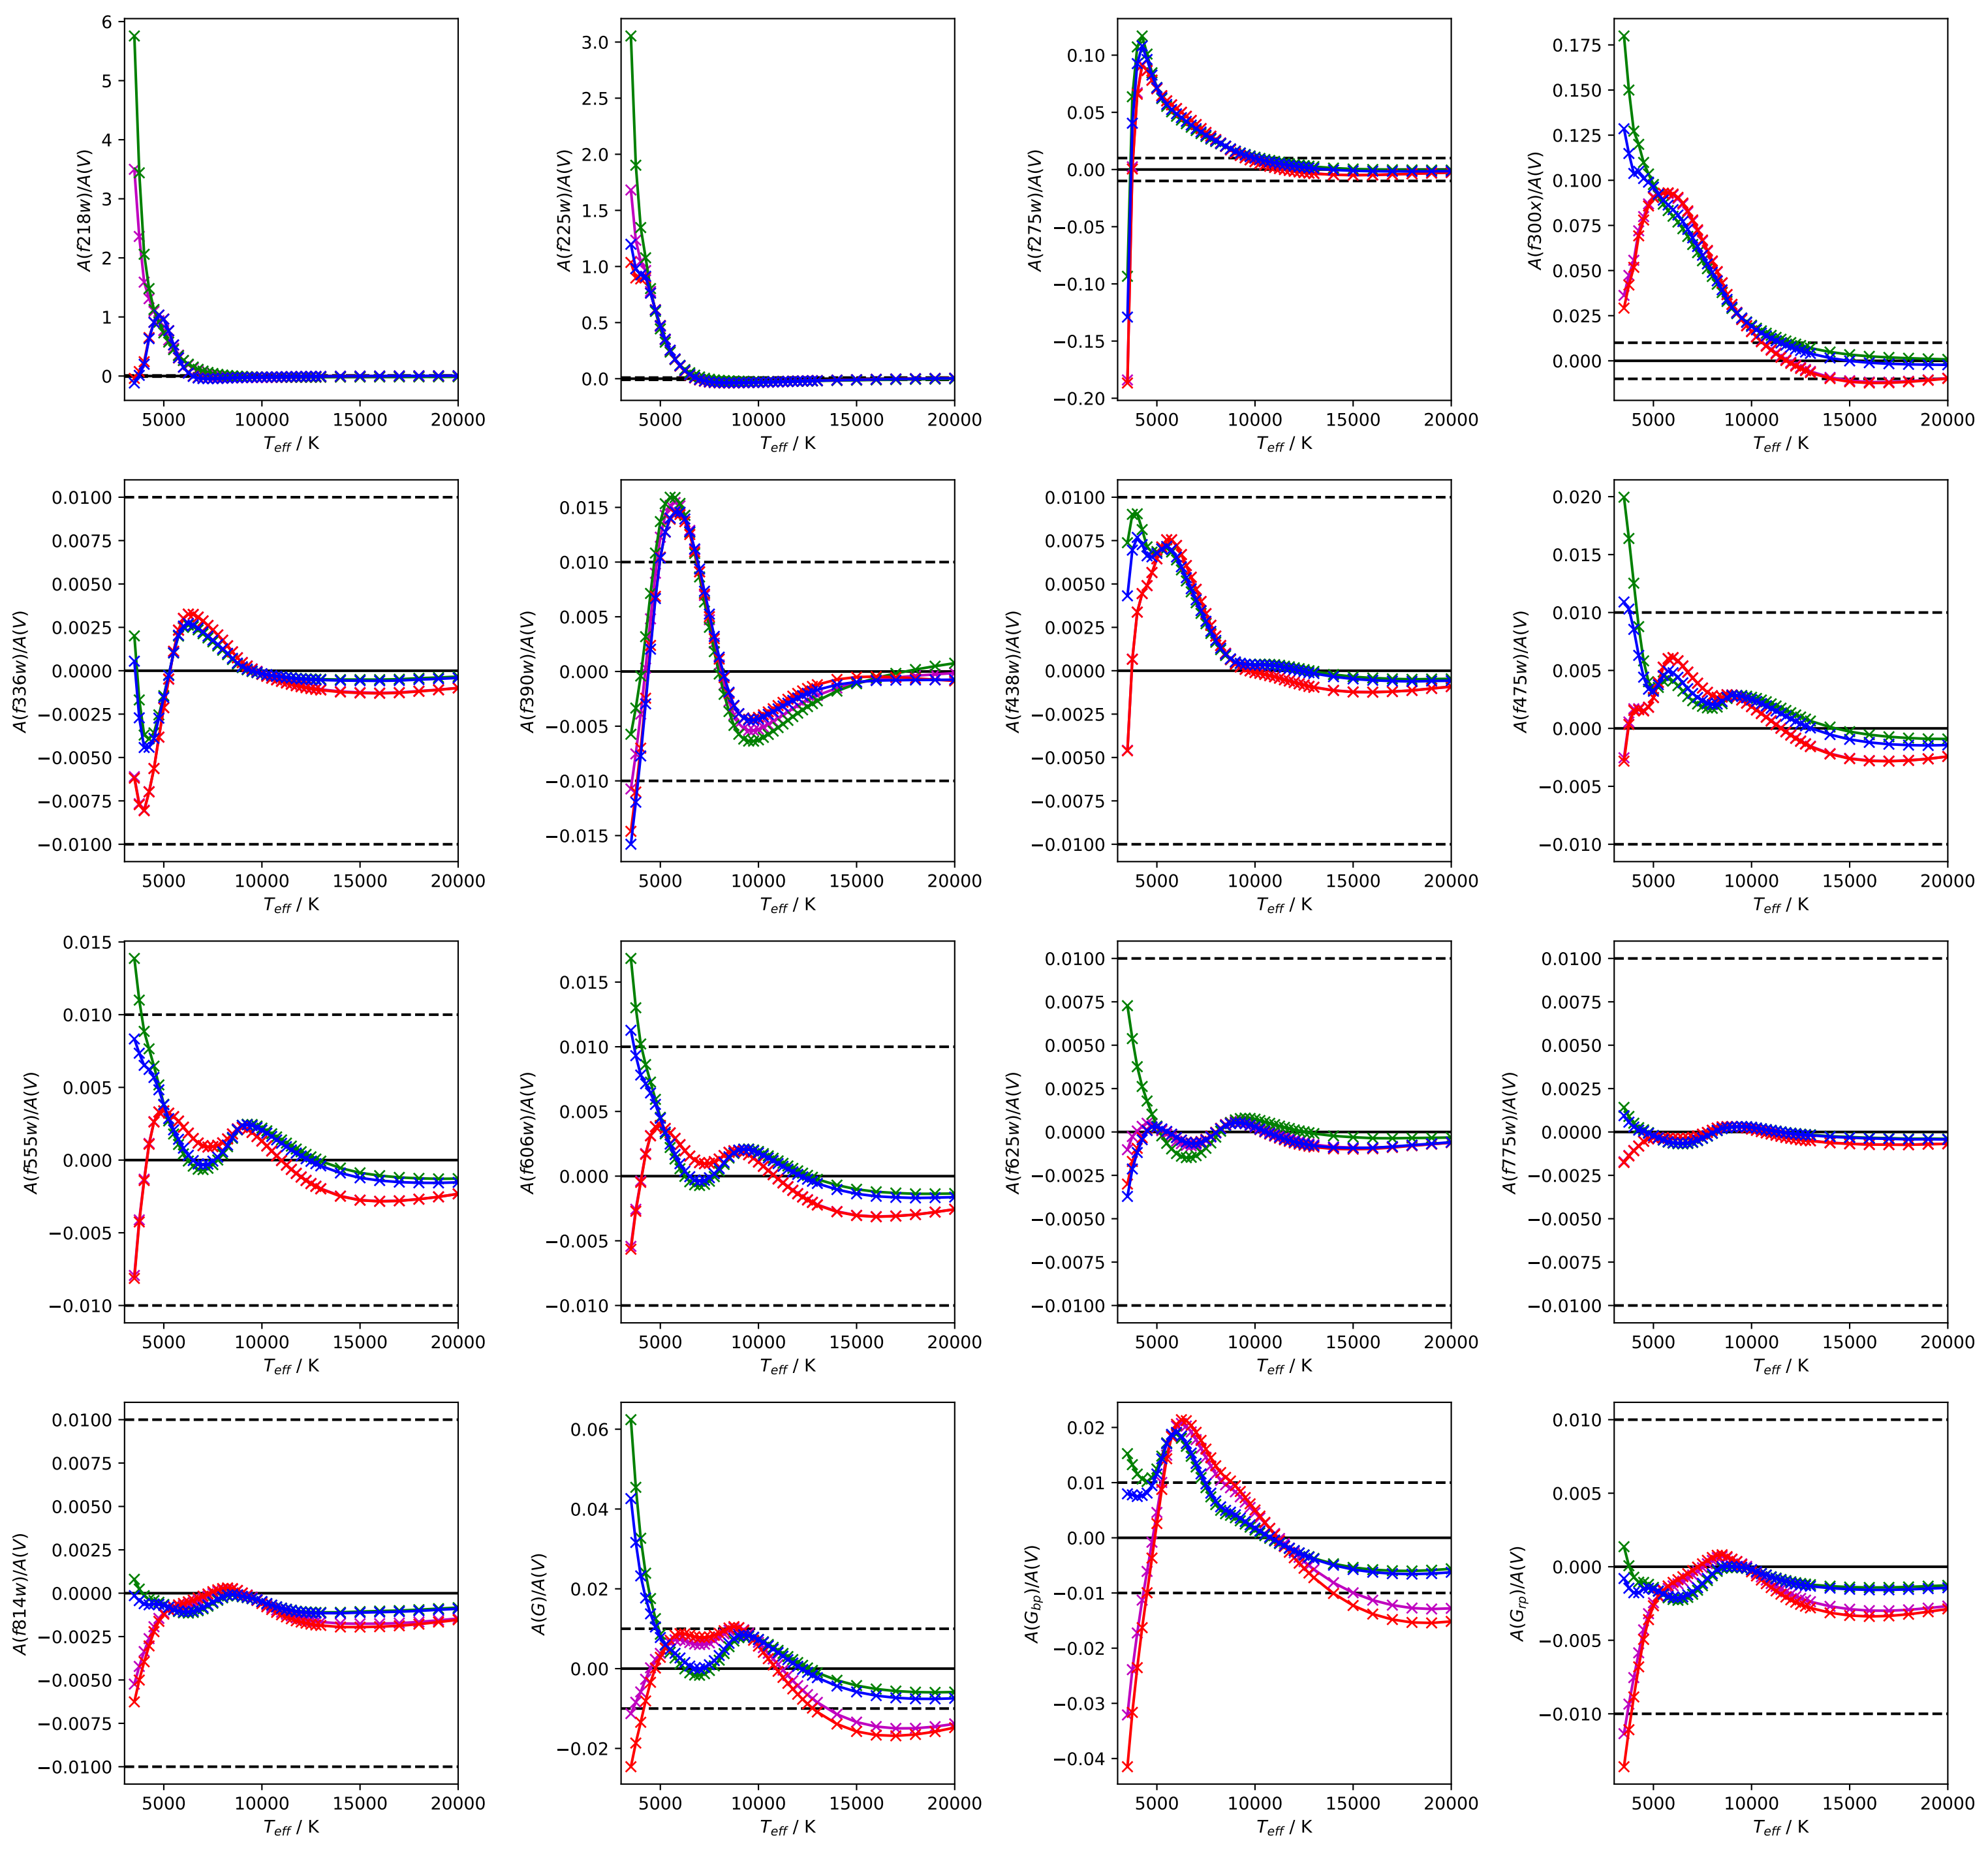 A(f218w)/A(V)
6
5
4
3
2
1
0
5000 10000 15000 20000
T_eff / K
A(f225w)/A(V)
3.0
2.5
2.0
1.5
1.0
0.5
0.0
5000 10000 15000 20000
T_eff / K
A(f275w)/A(V)
0.10
0.05
0.00
−0.05
−0.10
−0.15
−0.20
5000 10000 15000 20000
T_eff / K
A(f300x)/A(V)
0.175
0.150
0.125
0.100
0.075
0.050
0.025
0.000
5000 10000 15000 20000
T_eff / K
A(f336w)/A(V)
0.0100
0.0075
0.0050
0.0025
0.0000
−0.0025
−0.0050
−0.0075
−0.0100
5000 10000 15000 20000
T_eff / K
A(f390w)/A(V)
0.015
0.010
0.005
0.000
−0.005
−0.010
−0.015
5000 10000 15000 20000
T_eff / K
A(f438w)/A(V)
0.0100
0.0075
0.0050
0.0025
0.0000
−0.0025
−0.0050
−0.0075
−0.0100
5000 10000 15000 20000
T_eff / K
A(f475w)/A(V)
0.020
0.015
0.010
0.005
0.000
−0.005
−0.010
5000 10000 15000 20000
T_eff / K
A(f555w)/A(V)
0.015
0.010
0.005
0.000
−0.005
−0.010
5000 10000 15000 20000
T_eff / K
A(f606w)/A(V)
0.015
0.010
0.005
0.000
−0.005
−0.010
5000 10000 15000 20000
T_eff / K
A(f625w)/A(V)
0.0100
0.0075
0.0050
0.0025
0.0000
−0.0025
−0.0050
−0.0075
−0.0100
5000 10000 15000 20000
T_eff / K
A(f775w)/A(V)
0.0100
0.0075
0.0050
0.0025
0.0000
−0.0025
−0.0050
−0.0075
−0.0100
5000 10000 15000 20000
T_eff / K
A(f814w)/A(V)
0.0100
0.0075
0.0050
0.0025
0.0000
−0.0025
−0.0050
−0.0075
−0.0100
5000 10000 15000 20000
T_eff / K
A(G)/A(V)
0.06
0.04
0.02
0.00
−0.02
5000 10000 15000 20000
T_eff / K
A(G_bp)/A(V)
0.02
0.01
0.00
−0.01
−0.02
−0.03
−0.04
5000 10000 15000 20000
T_eff / K
A(G_rp)/A(V)
0.010
0.005
0.000
−0.005
−0.010
5000 10000 15000 20000
T_eff / K